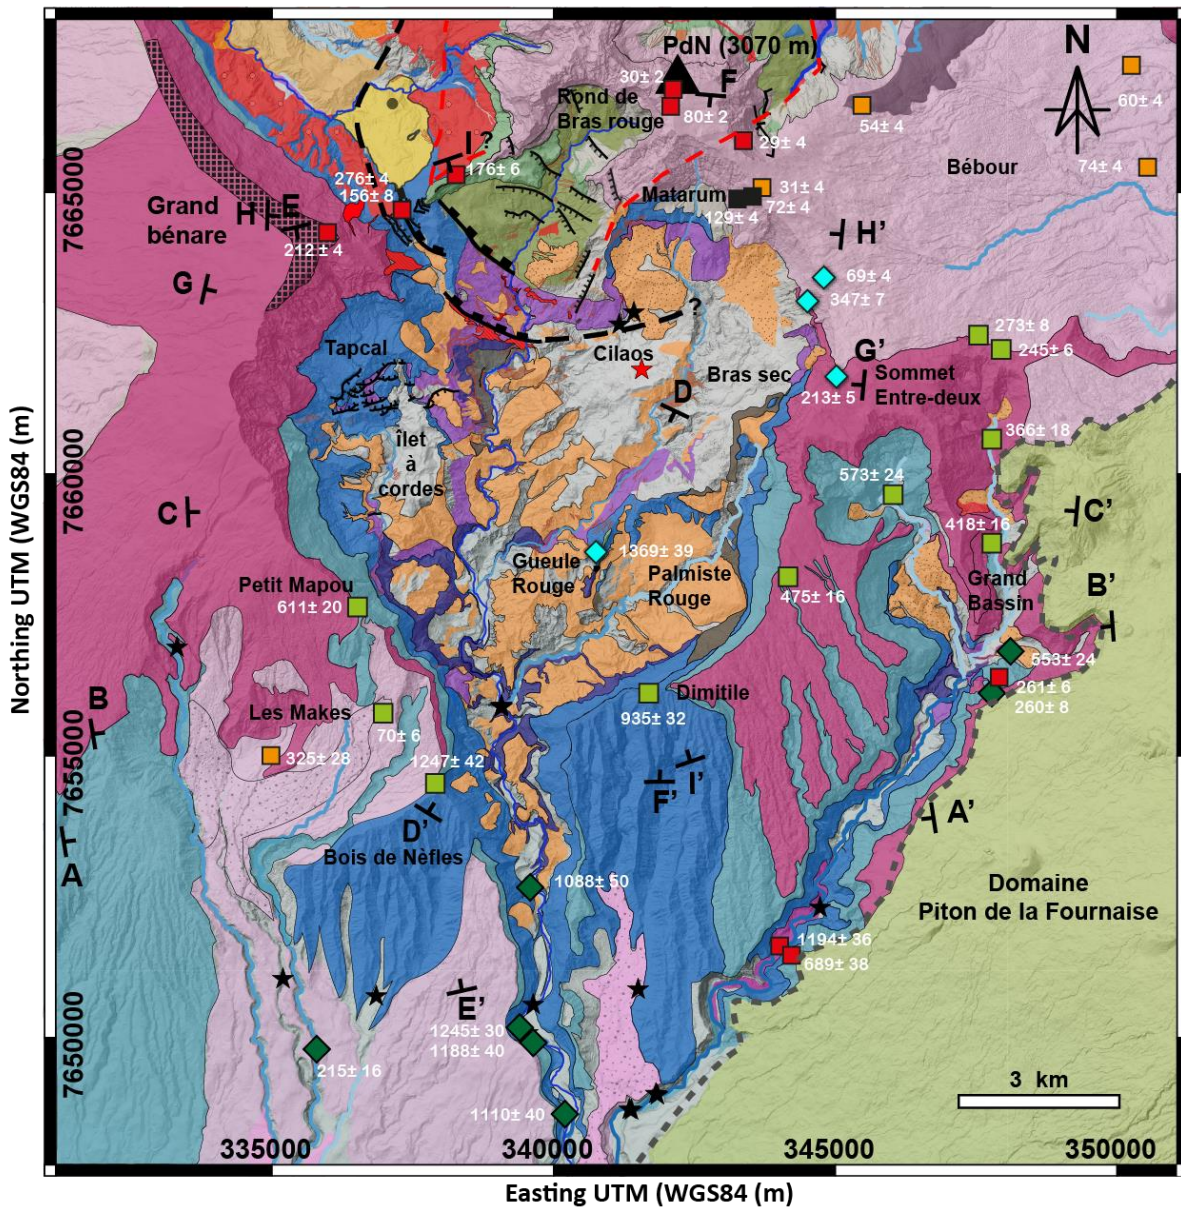 PdN (3070 m)
N
30± 2
F
60± 4
Rond de
Bras rouge
80± 2
54± 4
I ?
29± 4
Bébour
74± 4
176± 6
276± 4
156± 8
Matarum
31± 4
72± 4
129± 4
Grand
bénare
H
E
212± 4
H'
G
69± 4
347± 7
?
273± 8
245± 6
Tapcal
Cilaos
Bras sec
G'
Sommet
Entre-deux
213± 5
D
366± 18
îlet
à
cordes
573± 24
C
C'
418± 16
Gueule
Rouge
1369± 39
Palmiste
Rouge
Grand
Bassin
B'
Petit Mapou
611± 20
475± 16
553± 24
B
Dimitile
261± 6
260± 8
935± 32
Les Makes
70± 6
325± 28
1247± 42
I'
F'
A'
D'
A
Bois de Nèfles
1088± 50
Domaine
Piton de la Fournaise
1194± 36
689± 38
E'
1245± 30
1188± 40
215± 16
1110± 40
3 km
7665000
7660000
7655000
7650000
335000
340000
345000
350000
Northing UTM (WGS84 (m)
Easting UTM (WGS84 (m)